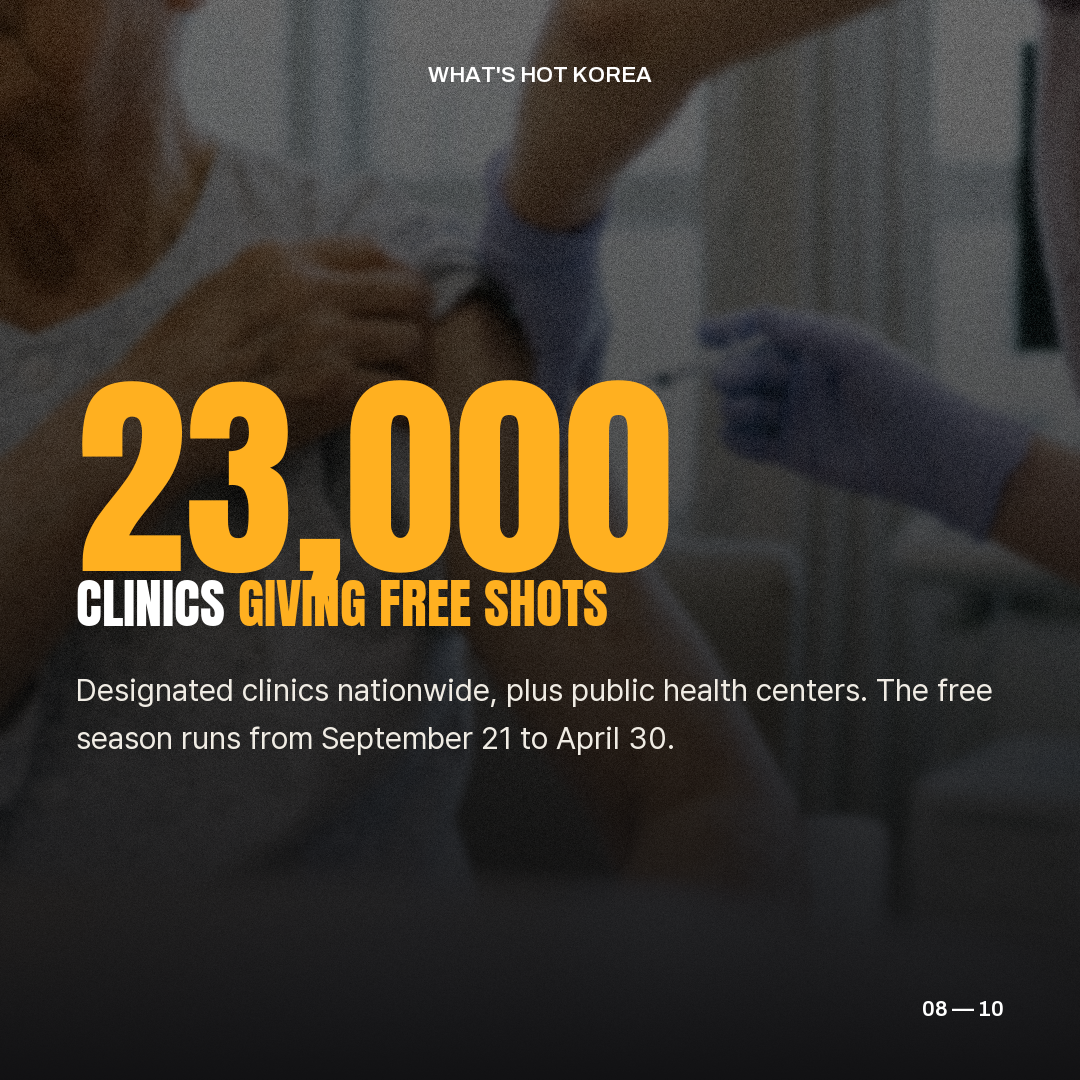 WHAT'S HOT KOREA
23,000
CLINICS GIVING FREE SHOTS
Designated clinics nationwide, plus public health centers. The free
season runs from September 21 to April 30.
08 — 10